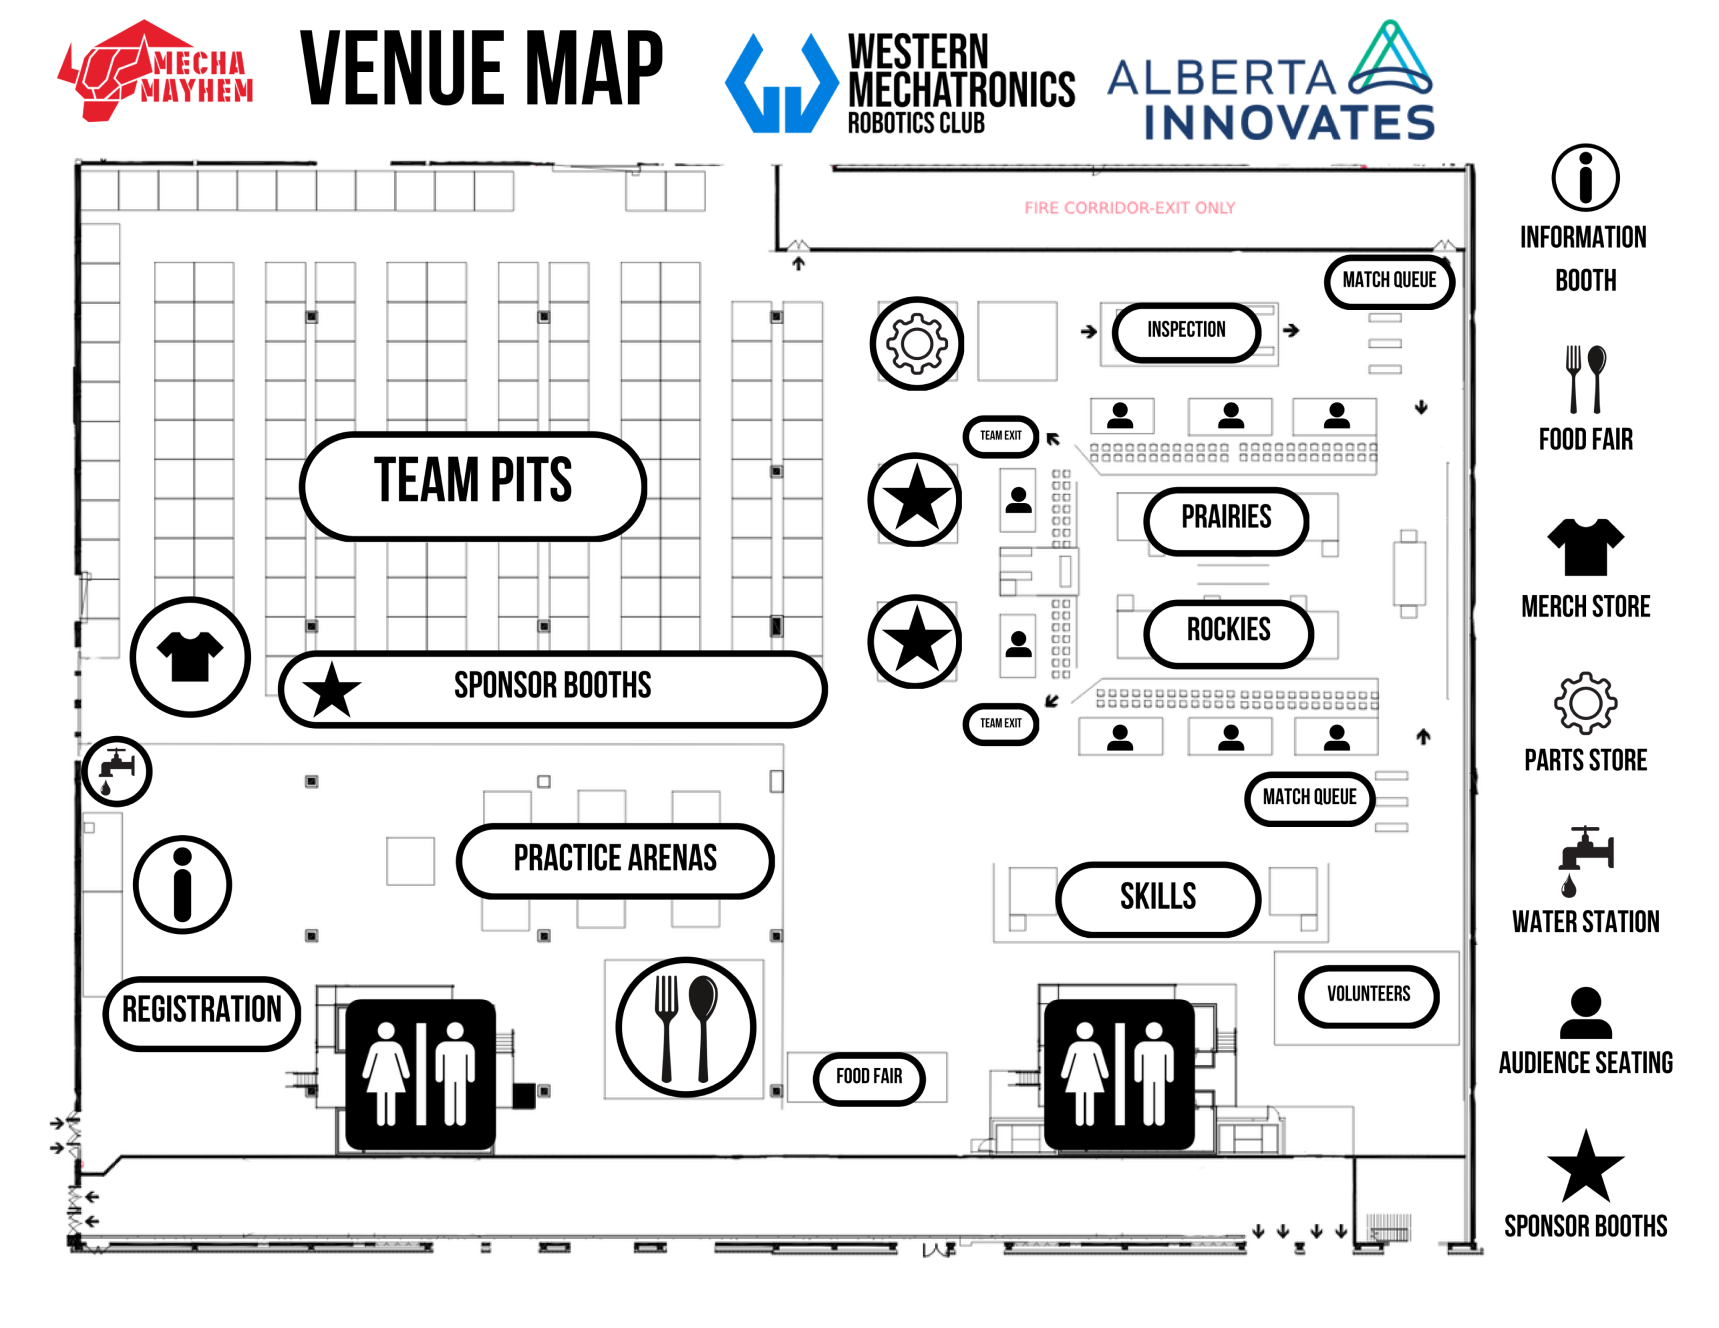 MECHA
MAYHEM
VENUE MAP
WESTERN
MECHATRONICS
ROBOTICS CLUB
ALBERTA
INNOVATES
FIRE CORRIDOR-EXIT ONLY
MATCH QUEUE
INSPECTION
TEAM EXIT
TEAM PITS
PRAIRIES
ROCKIES
SPONSOR BOOTHS
TEAM EXIT
MATCH QUEUE
PRACTICE ARENAS
SKILLS
REGISTRATION
VOLUNTEERS
FOOD FAIR
INFORMATION
BOOTH
FOOD FAIR
MERCH STORE
PARTS STORE
WATER STATION
AUDIENCE SEATING
SPONSOR BOOTHS